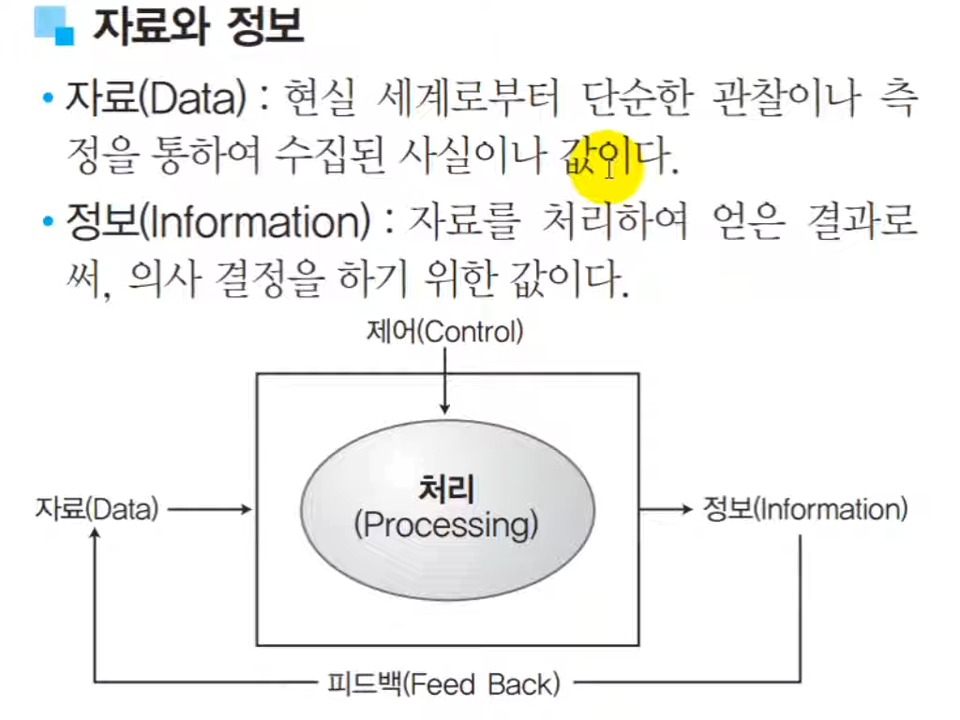 자료와 정보
• 자료(Data) : 현실 세계로부터 단순한 관찰이나 측
정을 통하여 수집된 사실이나 값이다.
• 정보(Information) : 자료를 처리하여 얻은 결과로
써, 의사 결정을 하기 위한 값이다.
제어(Control)
처리
(Processing)
자료(Data)
정보(Information)
피드백(Feed Back)